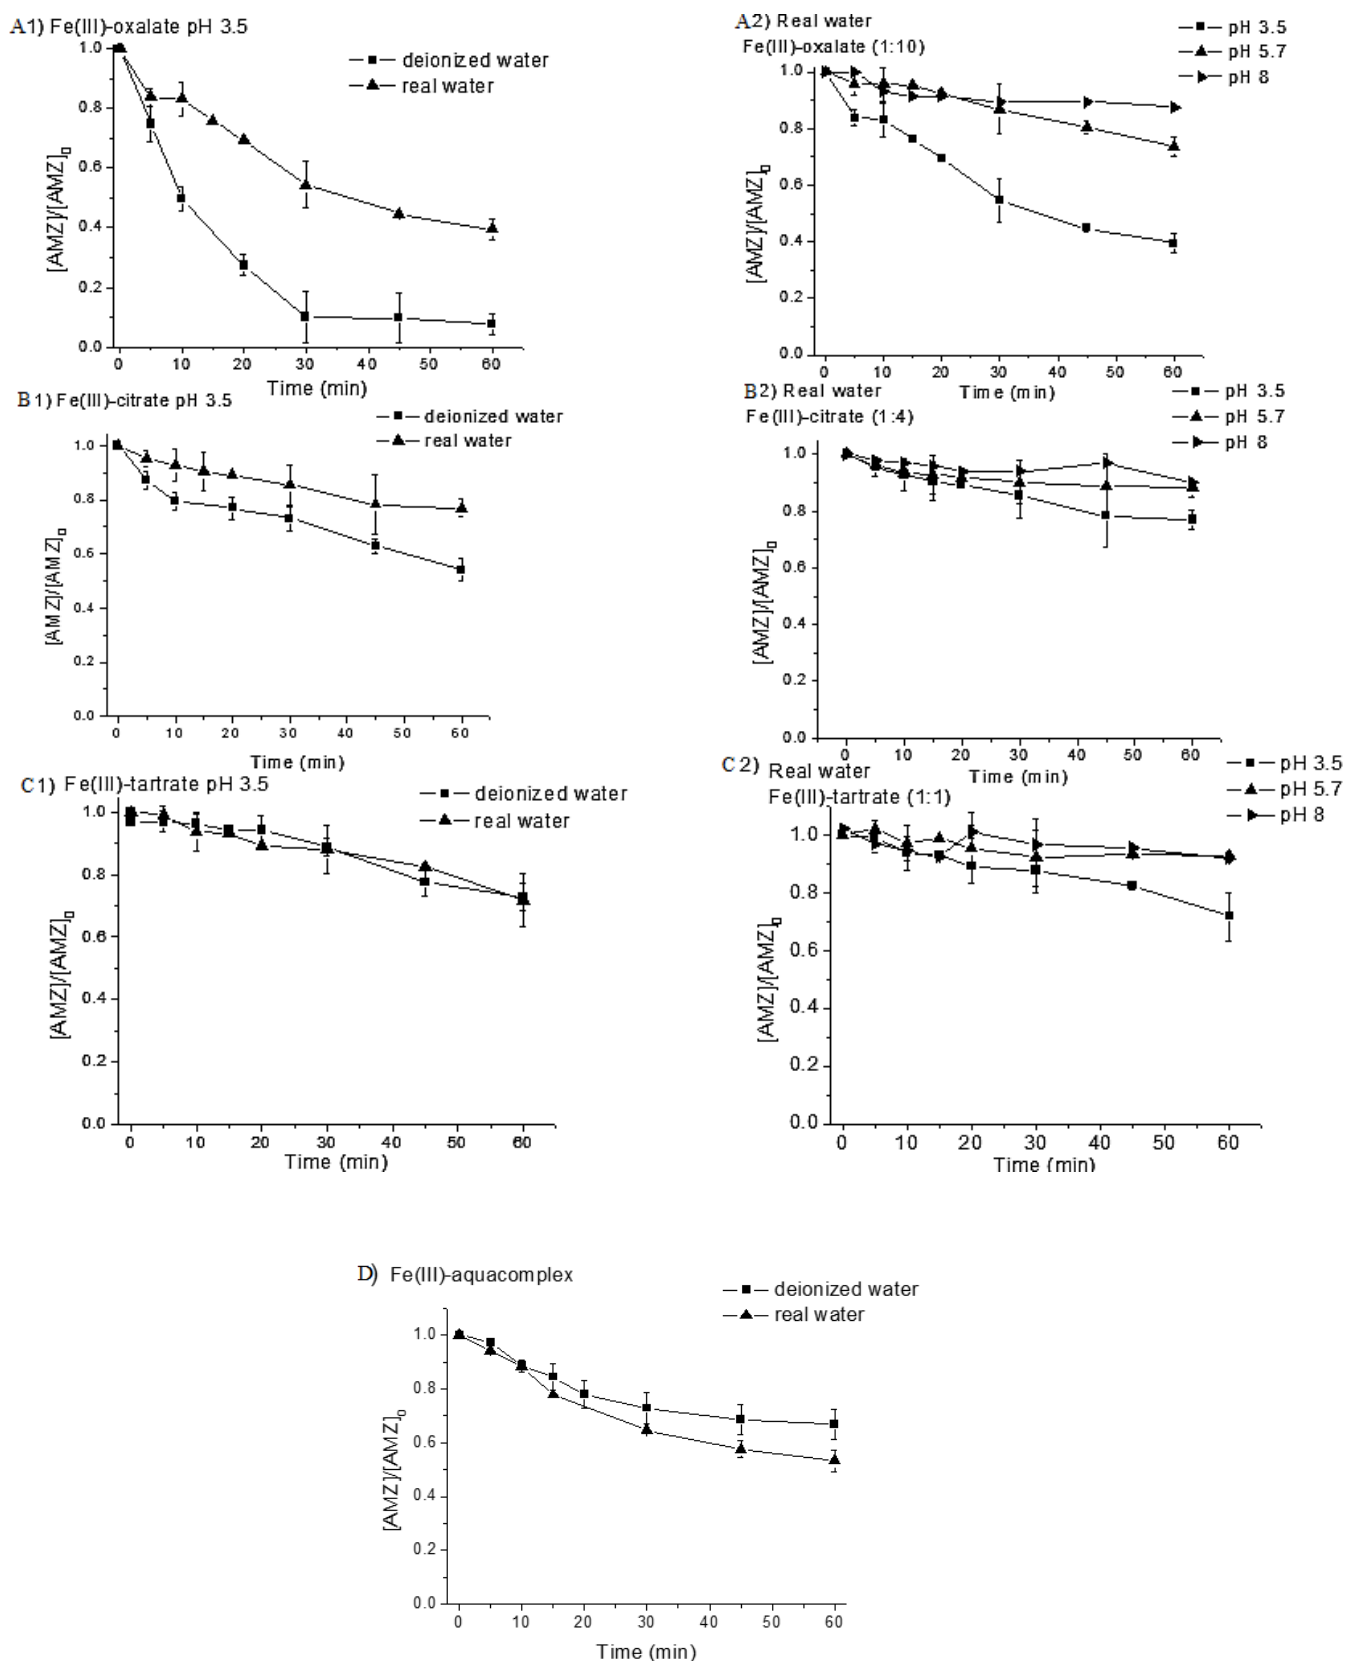 A1) Fe(III)-oxalate pH 3.5
deionized water
real water
1.0
0.8
0.6
0.4
0.2
0.0
[AMZ]/[AMZ]₀
0 10 20 30 40 50 60
Time (min)
A2) Real water
Fe(III)-oxalate (1:10)
pH 3.5
pH 5.7
pH 8
1.0
0.8
0.6
0.4
0.2
0.0
[AMZ]/[AMZ]₀
0 10 20 30 40 50 60
Time (min)
B1) Fe(III)-citrate pH 3.5
deionized water
real water
1.0
0.8
0.6
0.4
0.2
0.0
[AMZ]/[AMZ]₀
0 10 20 30 40 50 60
Time (min)
B2) Real water
Fe(III)-citrate (1:4)
pH 3.5
pH 5.7
pH 8
1.0
0.8
0.6
0.4
0.2
0.0
[AMZ]/[AMZ]₀
0 10 20 30 40 50 60
Time (min)
C1) Fe(III)-tartrate pH 3.5
deionized water
real water
1.0
0.8
0.6
0.4
0.2
0.0
[AMZ]/[AMZ]₀
0 10 20 30 40 50 60
Time (min)
C2) Real water
Fe(III)-tartrate (1:1)
pH 3.5
pH 5.7
pH 8
1.0
0.8
0.6
0.4
0.2
0.0
[AMZ]/[AMZ]₀
0 10 20 30 40 50 60
Time (min)
D) Fe(III)-aquacomplex
deionized water
real water
1.0
0.8
0.6
0.4
0.2
0.0
[AMZ]/[AMZ]₀
0 10 20 30 40 50 60
Time (min)